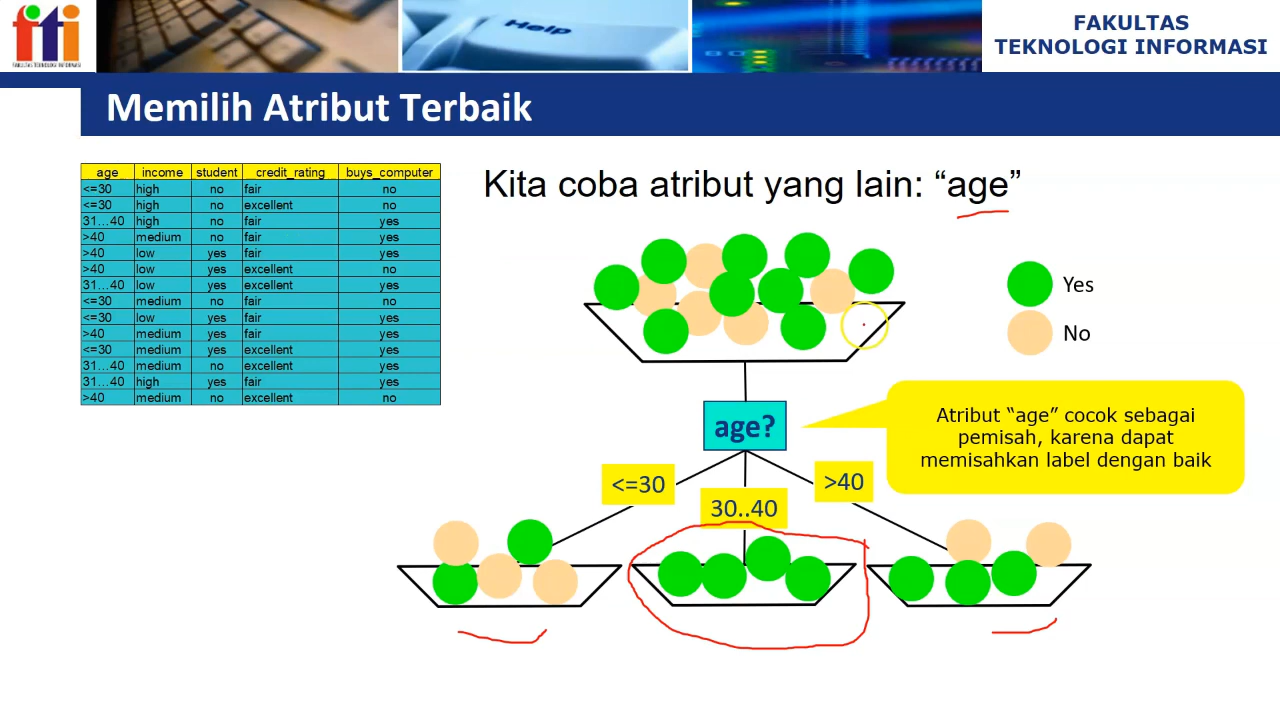 fti
FAKULTAS TEKNOLOGI INFORMASI
Help
FAKULTAS
TEKNOLOGI INFORMASI
Memilih Atribut Terbaik
age income student credit_rating buys_computer
<=30 high no fair no
<=30 high no excellent no
31…40 high no fair yes
>40 medium no fair yes
>40 low yes fair yes
>40 low yes excellent no
31…40 low yes excellent yes
<=30 medium no fair no
<=30 low yes fair yes
>40 medium yes fair yes
<=30 medium yes excellent yes
31…40 medium no excellent yes
31…40 high yes fair yes
>40 medium no excellent no
Kita coba atribut yang lain: “age”
Yes
No
age?
Atribut “age” cocok sebagai
pemisah, karena dapat
memisahkan label dengan baik
<=30
30..40
>40